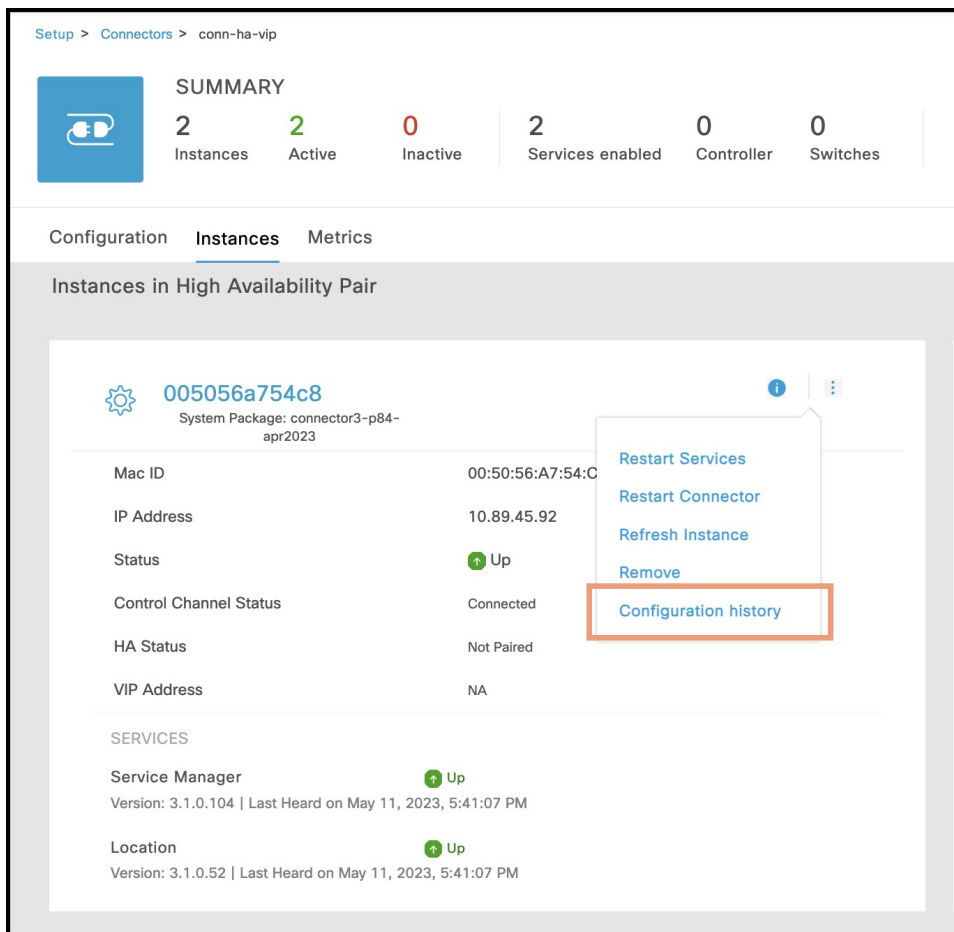 Setup > Connectors > conn-ha-vip
SUMMARY
2 2 0 2 0 0
Instances Active Inactive Services enabled Controller Switches
Configuration Instances Metrics
Instances in High Availability Pair
005056a754c8
System Package: connector3-p84-
apr2023
Restart Services
Restart Connector
Refresh Instance
Remove
Configuration history
Mac ID 00:50:56:A7:54:C
IP Address 10.89.45.92
Status Up
Control Channel Status Connected
HA Status Not Paired
VIP Address NA
SERVICES
Service Manager Up
Version: 3.1.0.104 | Last Heard on May 11, 2023, 5:41:07 PM
Location Up
Version: 3.1.0.52 | Last Heard on May 11, 2023, 5:41:07 PM